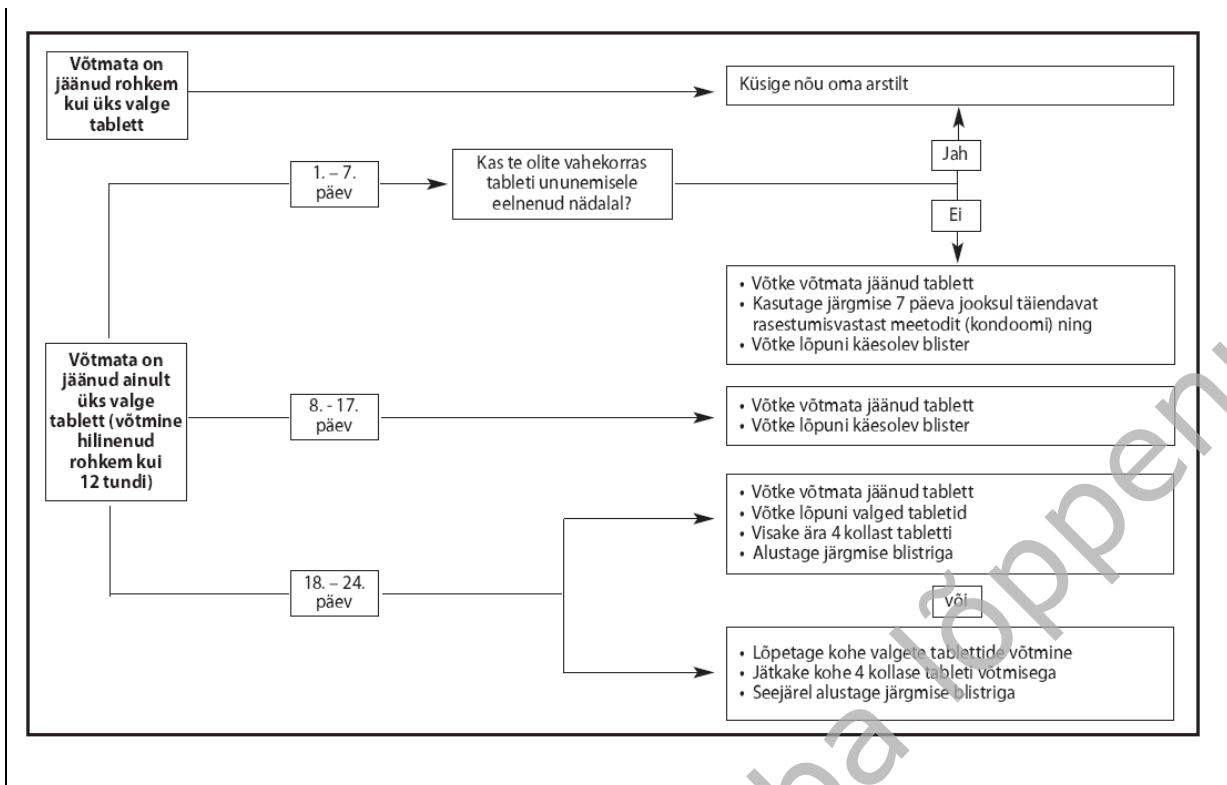 Võtmata on
jäänud rohkem
kui üks valge
tablett
Küsige nõu oma arstilt
1. – 7.
päev
Kas te olite vahekorras
tableti ununemisele
eelnenud nädalal?
Jah
Ei
• Võtke võtmata jäänud tablett
• Kasutage järgmise 7 päeva jooksul täiendavat
rasestumisvastast meetodit (kondoomi) ning
• Võtke lõpuni käesolev blister
Võtmata on
jäänud ainult
üks valge
tablett (võtmine
hilinenud
rohkem kui
12 tundi)
8. - 17.
päev
• Võtke võtmata jäänud tablett
• Võtke lõpuni käesolev blister
18. – 24.
päev
• Võtke võtmata jäänud tablett
• Võtke lõpuni valged tabletid
• Visake ära 4 kollast tabletti
• Alustage järgmise blistriga
või
• Lõpetage kohe valgete tablettide võtmine
• Jätkake kohe 4 kollase tableti võtmisega
• Seejärel alustage järgmise blistriga